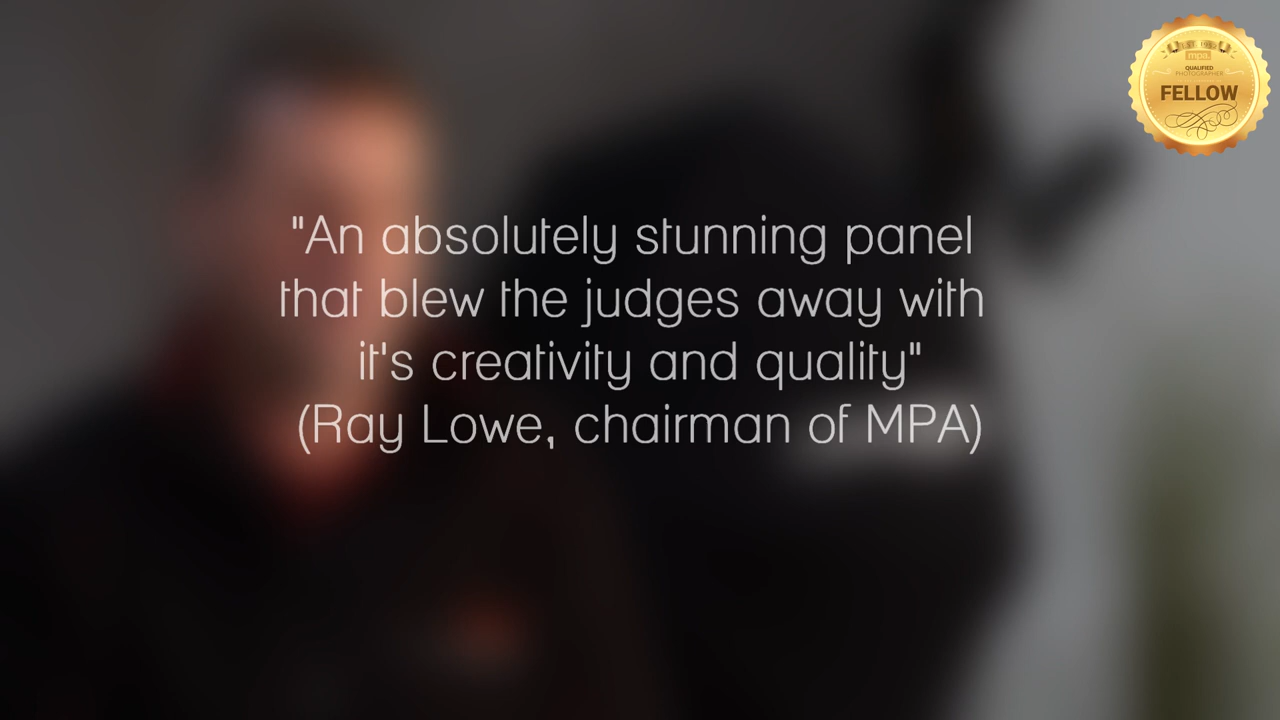 mpa
QUALIFIED
PHOTOGRAPHER
FELLOW
"An absolutely stunning panel
that blew the judges away with
it's creativity and quality"
(Ray Lowe, chairman of MPA)